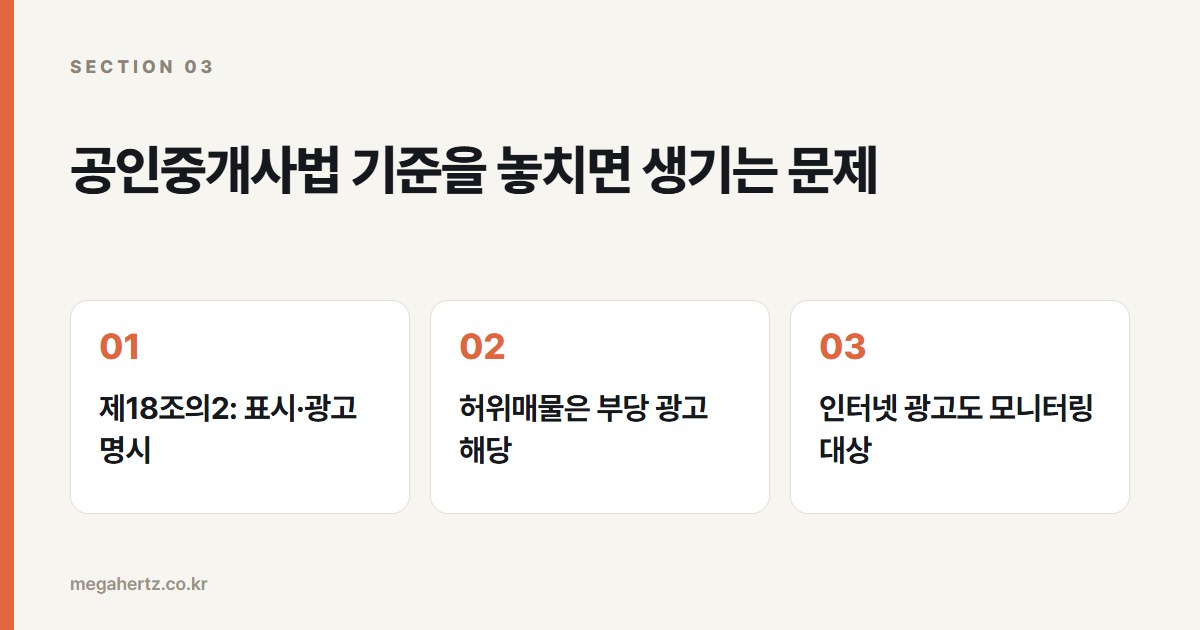 SECTION 03
공인중개사법 기준을 놓치면 생기는 문제
01
제18조의2: 표시·광고
명시
02
허위매물은 부당 광고
해당
03
인터넷 광고도 모니터링
대상
megahertz.co.kr